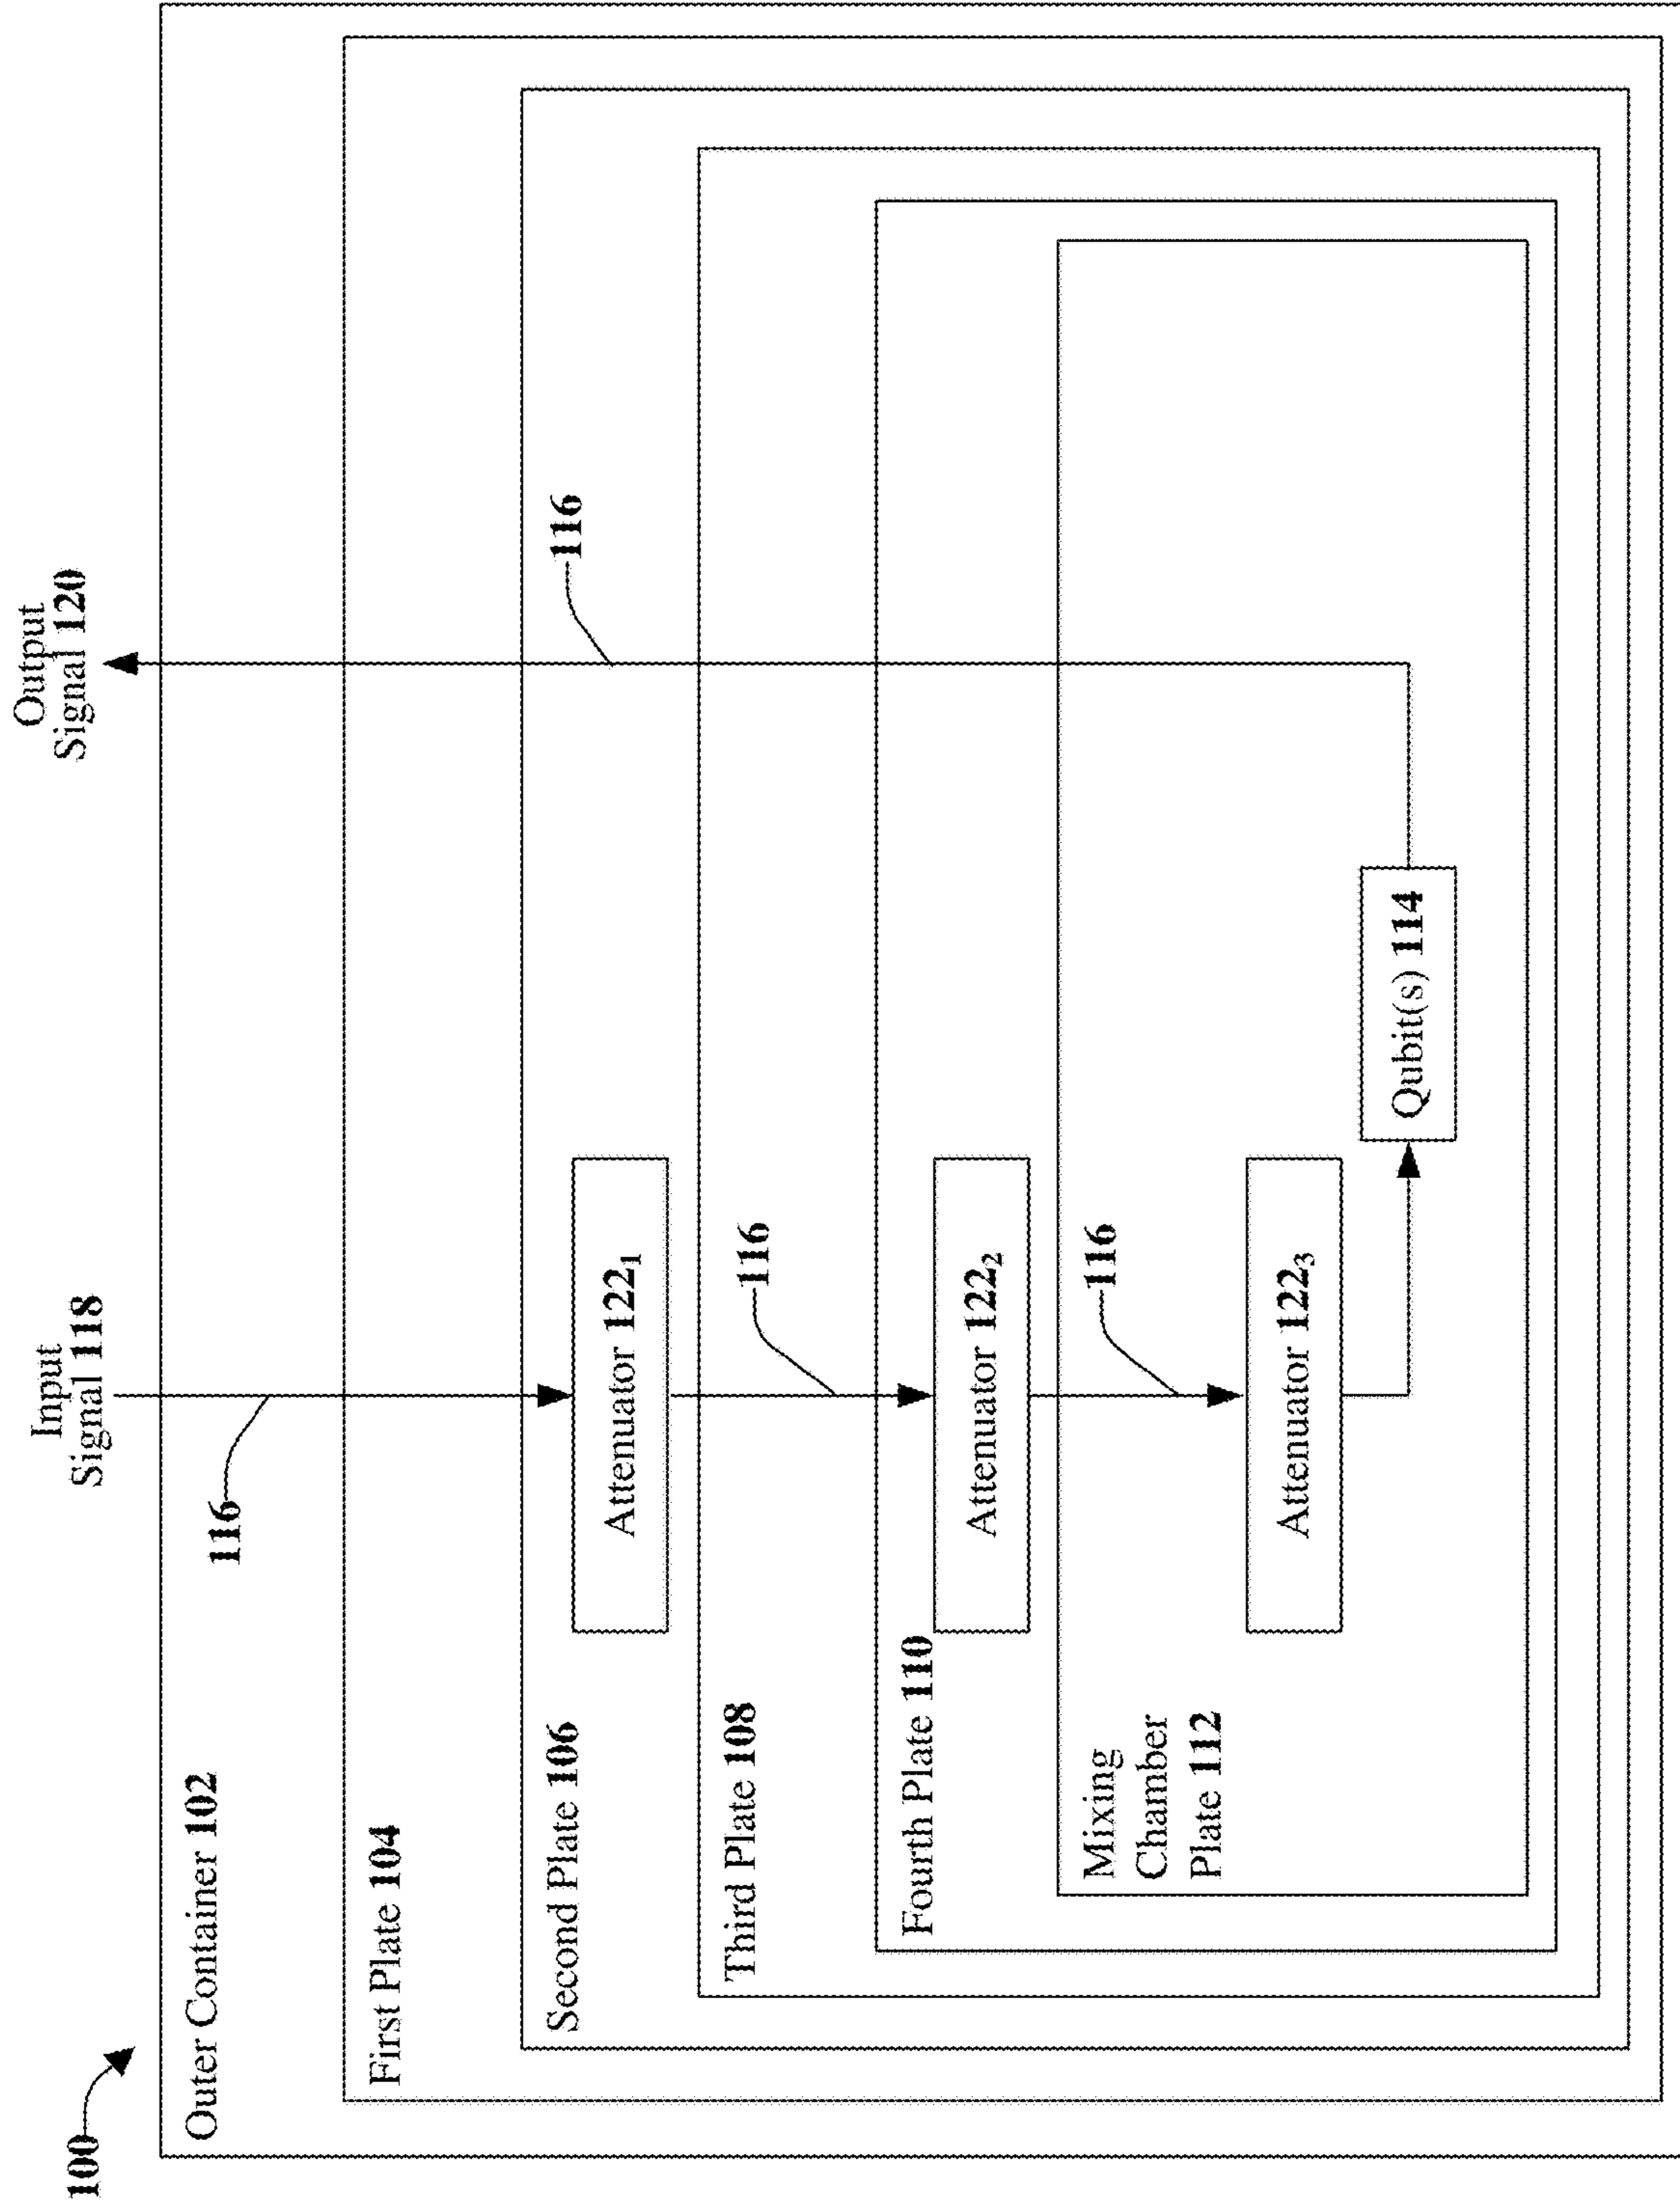 100
Input
Signal 118
Output
Signal 120
Outer Container 102
116
First Plate 104
Second Plate 106
116
Attenuator 122₁
Third Plate 108
116
Fourth Plate 110
Attenuator 122₂
Mixing
Chamber
Plate 112
116
Attenuator 122₃
Qubit(s) 114